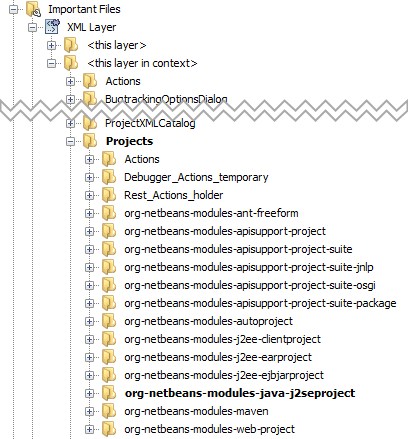 Important Files
XML Layer
<this layer>
<this layer in context>
Actions
BugtrackingOptionsDialog
ProjectXMLCatalog
Projects
Actions
Debugger_Actions_temporary
Rest_Actions_holder
org-netbeans-modules-ant-freeform
org-netbeans-modules-apisupport-project
org-netbeans-modules-apisupport-project-suite
org-netbeans-modules-apisupport-project-suite-jnlp
org-netbeans-modules-apisupport-project-suite-osgi
org-netbeans-modules-apisupport-project-suite-package
org-netbeans-modules-autoproject
org-netbeans-modules-j2ee-clientproject
org-netbeans-modules-j2ee-earproject
org-netbeans-modules-j2ee-ejbjarproject
org-netbeans-modules-java-j2seproject
org-netbeans-modules-maven
org-netbeans-modules-web-project